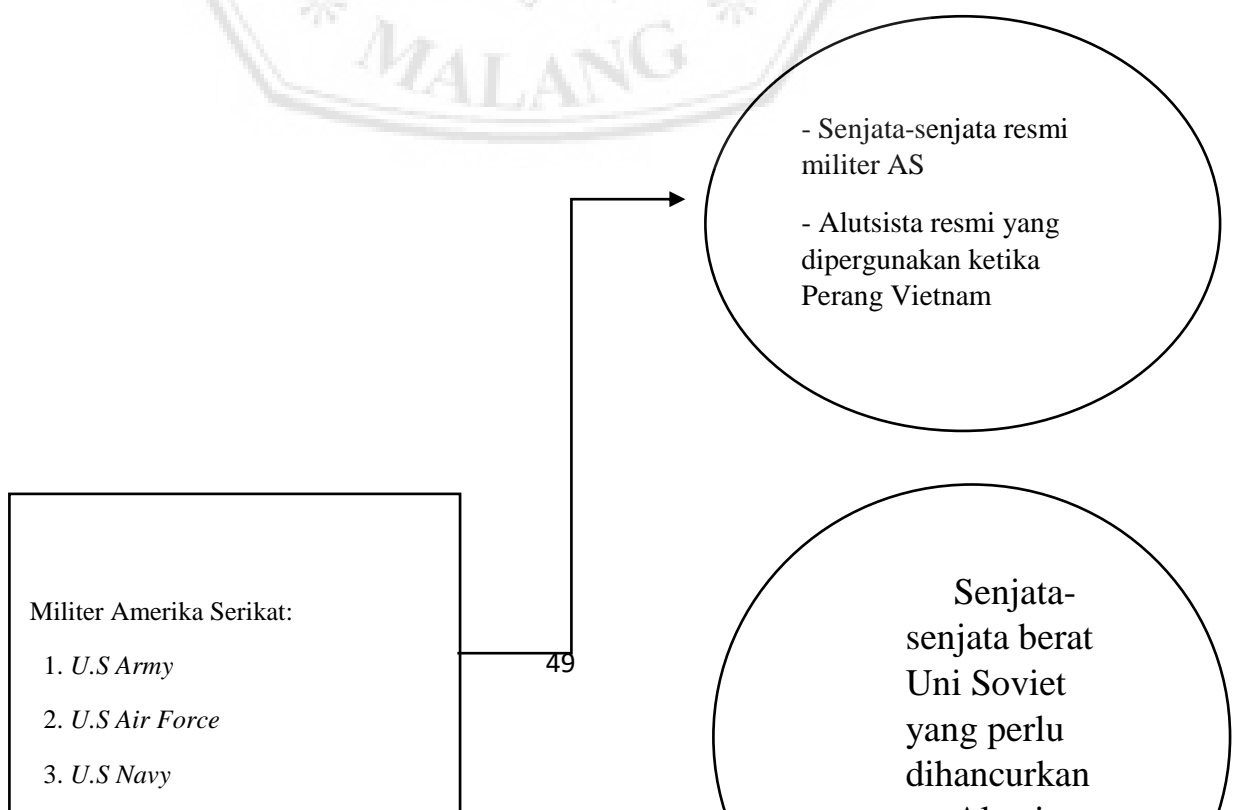 MALANG
- Senjata-senjata resmi
militer AS
- Alutsista resmi yang
dipergunakan ketika
Perang Vietnam
Militer Amerika Serikat:
1. U.S Army
2. U.S Air Force
3. U.S Navy
49
Senjata-
senjata berat
Uni Soviet
yang perlu
dihancurkan